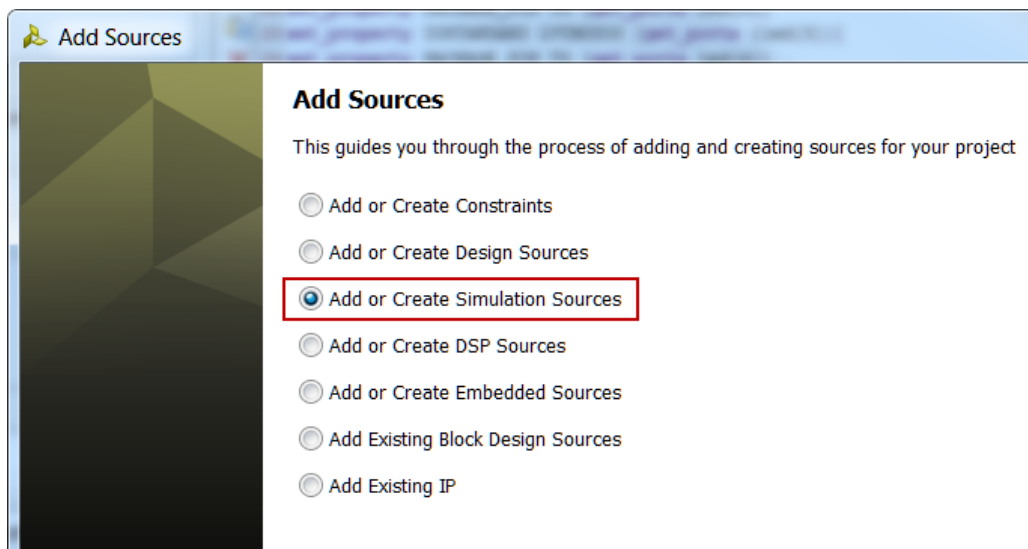 Add Sources
Add Sources
This guides you through the process of adding and creating sources for your project
Add or Create Constraints
Add or Create Design Sources
Add or Create Simulation Sources
Add or Create DSP Sources
Add or Create Embedded Sources
Add Existing Block Design Sources
Add Existing IP